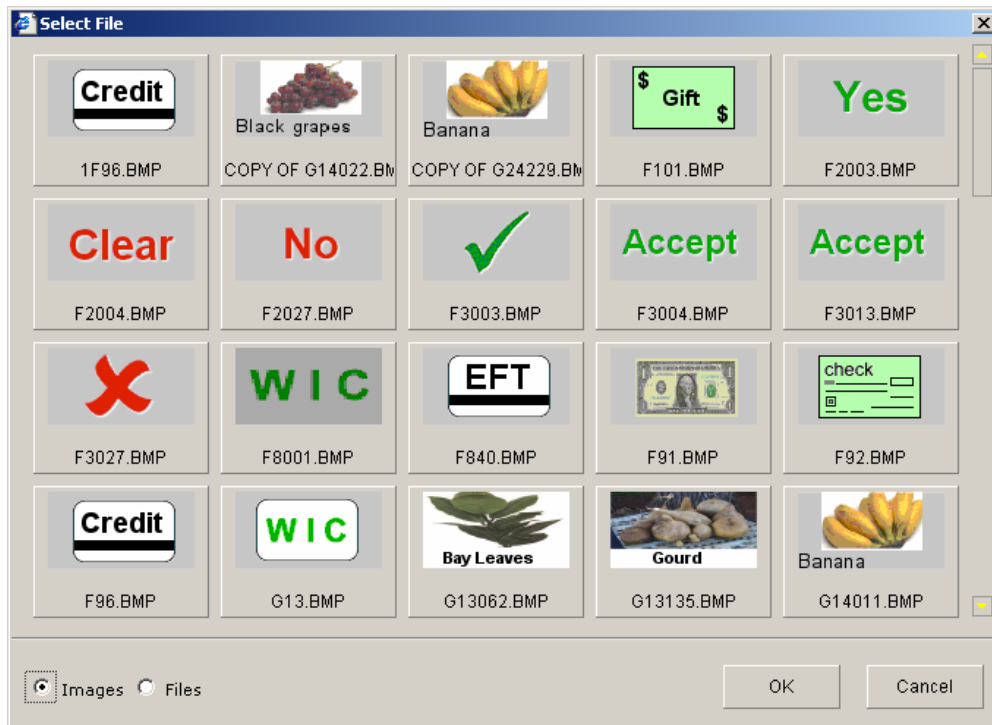 Select File
Credit
1F96.BMP
Black grapes
COPY OF G14022.BM
Banana
COPY OF G24229.BM
$ Gift $
F101.BMP
Yes
F2003.BMP
Clear
F2004.BMP
No
F2027.BMP
F3003.BMP
Accept
F3004.BMP
Accept
F3013.BMP
F3027.BMP
W I C
F8001.BMP
EFT
F840.BMP
F91.BMP
check
F92.BMP
Credit
F96.BMP
W I C
G13.BMP
Bay Leaves
G13062.BMP
Gourd
G13135.BMP
Banana
G14011.BMP
Images
Files
OK
Cancel